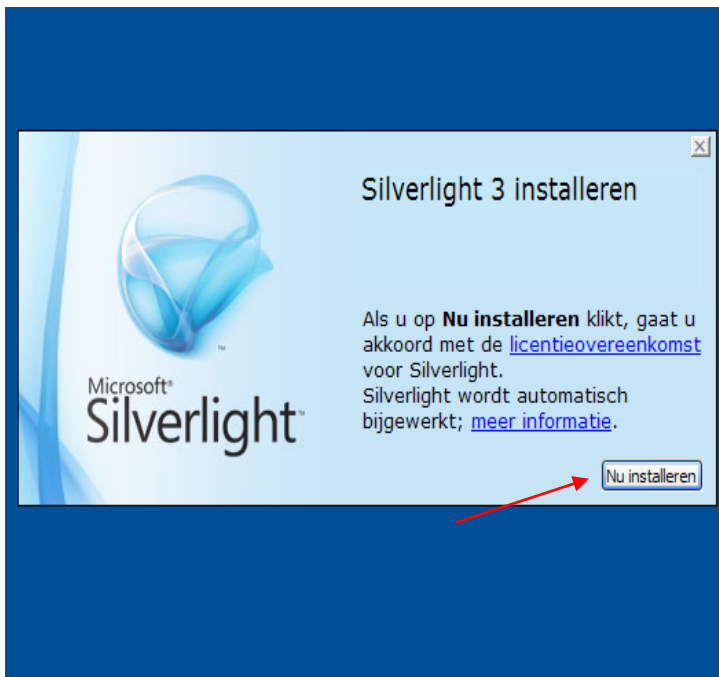 Silverlight 3 installeren
Als u op Nu installeren klikt, gaat u
akkoord met de licentieovereenkomst
voor Silverlight.
Silverlight wordt automatisch
bijgewerkt; meer informatie.
Microsoft®
Silverlight™
Nu installeren